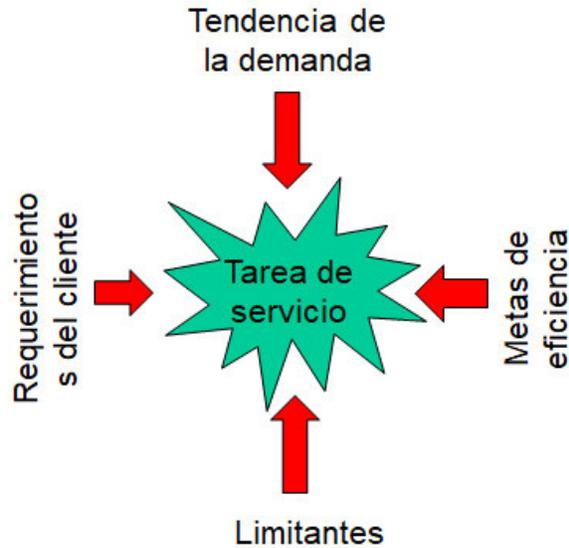 Tendencia de
la demanda
Requerimiento
s del cliente
Tarea de
servicio
Metas de
eficiencia
Limitantes